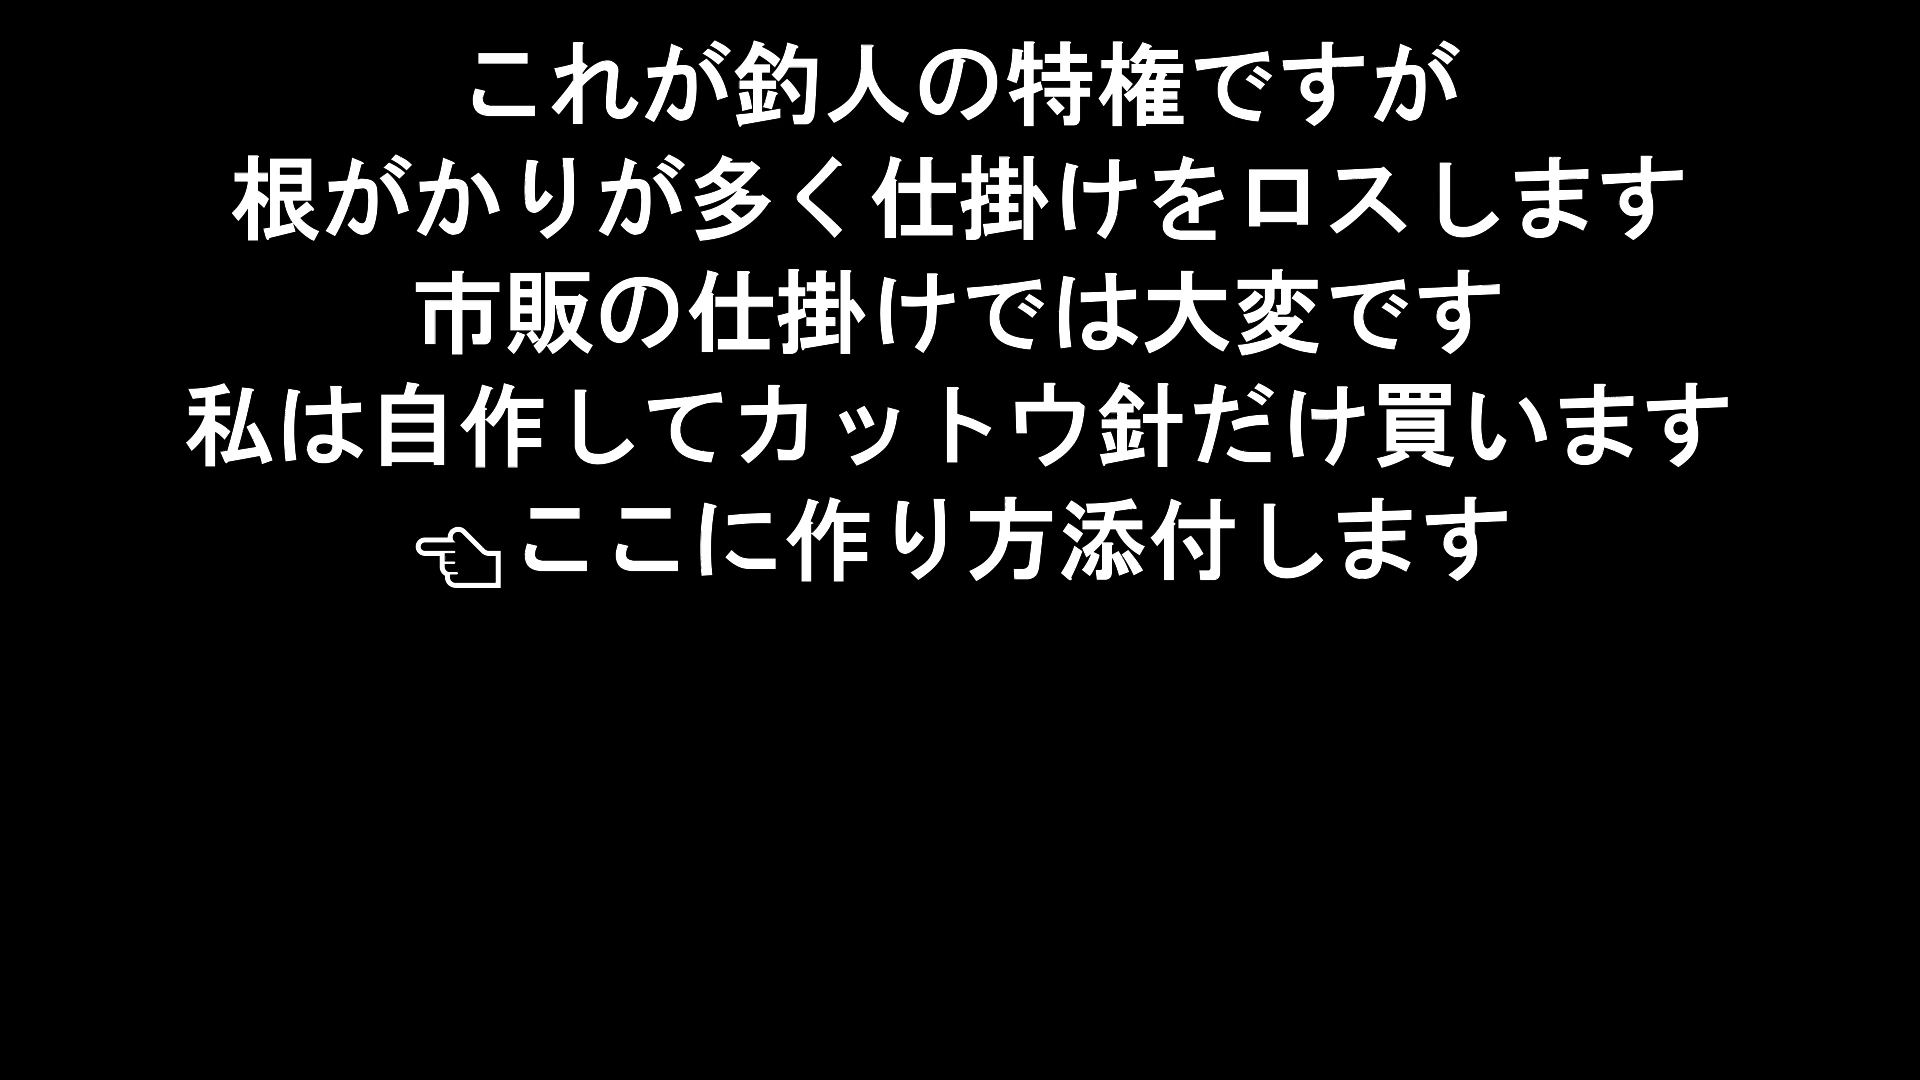 これが釣人の特権ですが
根がかりが多く仕掛けをロスします
市販の仕掛けでは大変です
私は自作してカットウ針だけ買います
☜ここに作り方添付します